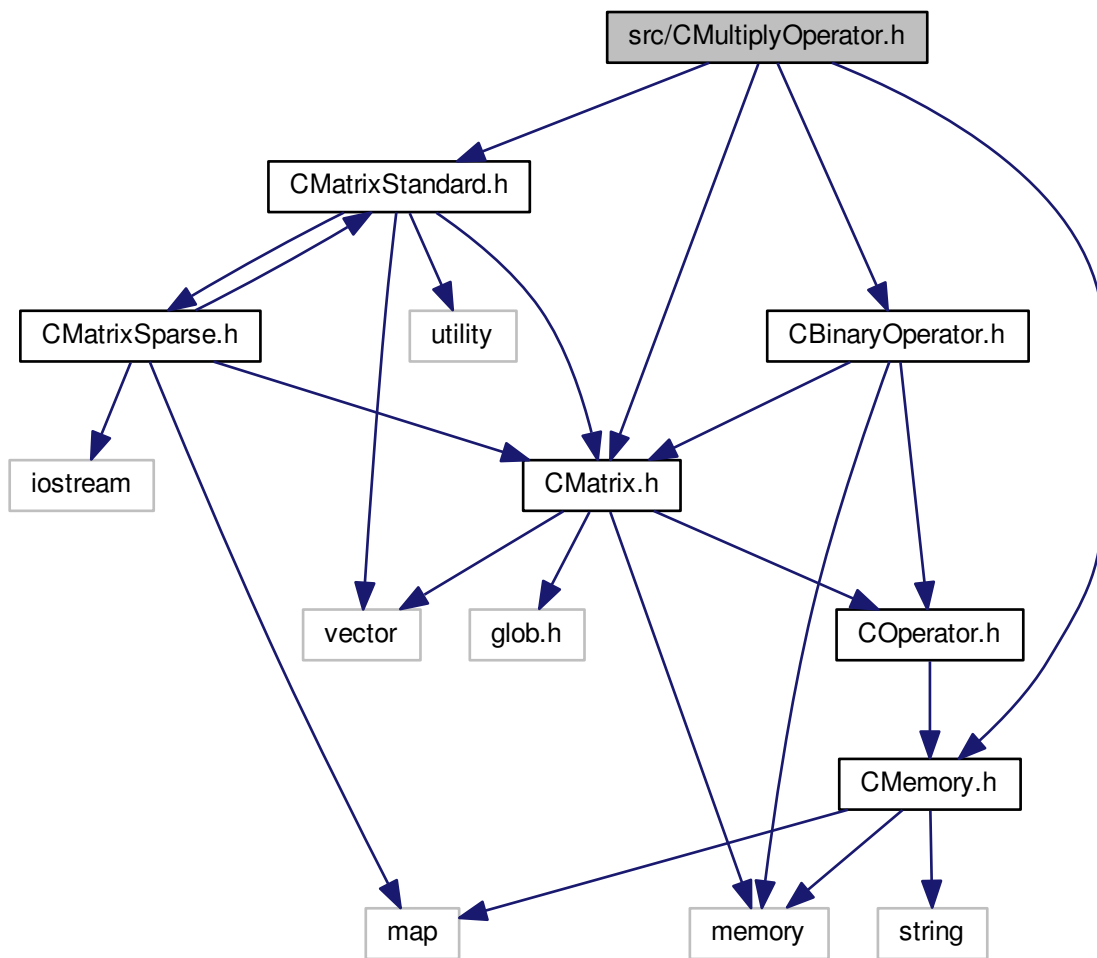 src/CMultiplyOperator.h
CMatrixStandard.h
CMatrixSparse.h
utility
CBinaryOperator.h
iostream
CMatrix.h
vector
glob.h
COperator.h
CMemory.h
map
memory
string